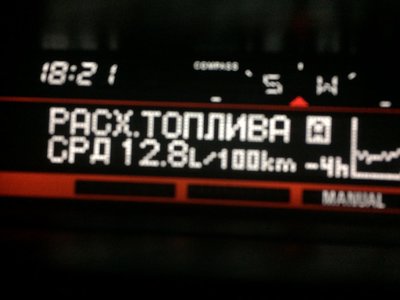 18:21 COMPASS S W
РАСХ.ТОПЛИВА A
СРД 12.8L/100km -4h
MANUAL